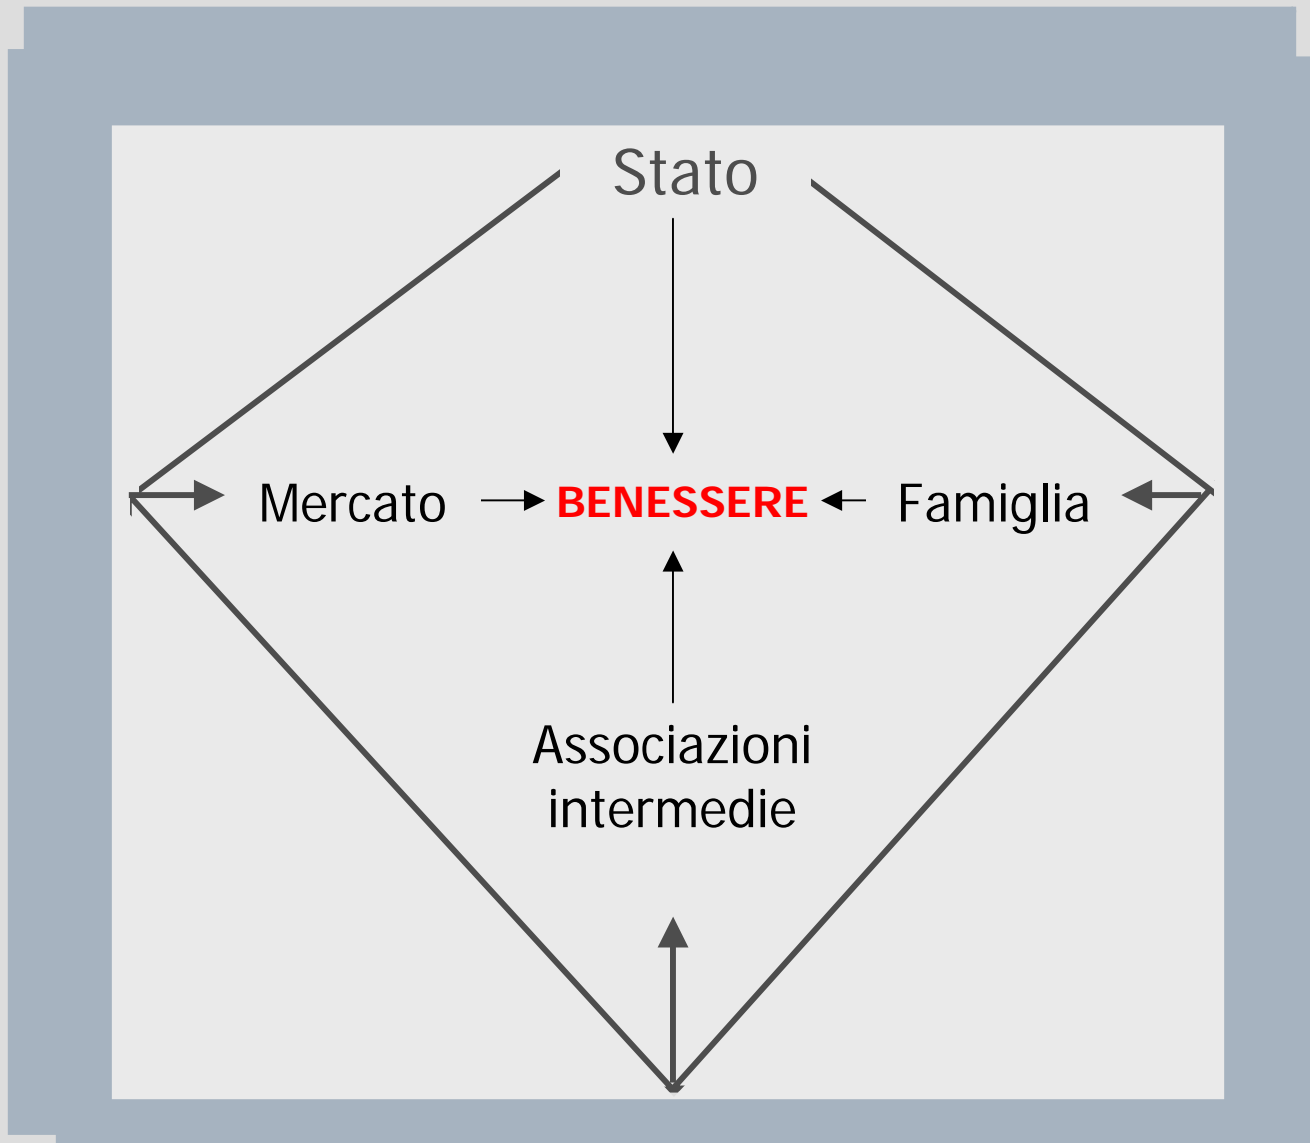 Stato
Mercato
BENESSERE
Famiglia
Associazioni
intermedie